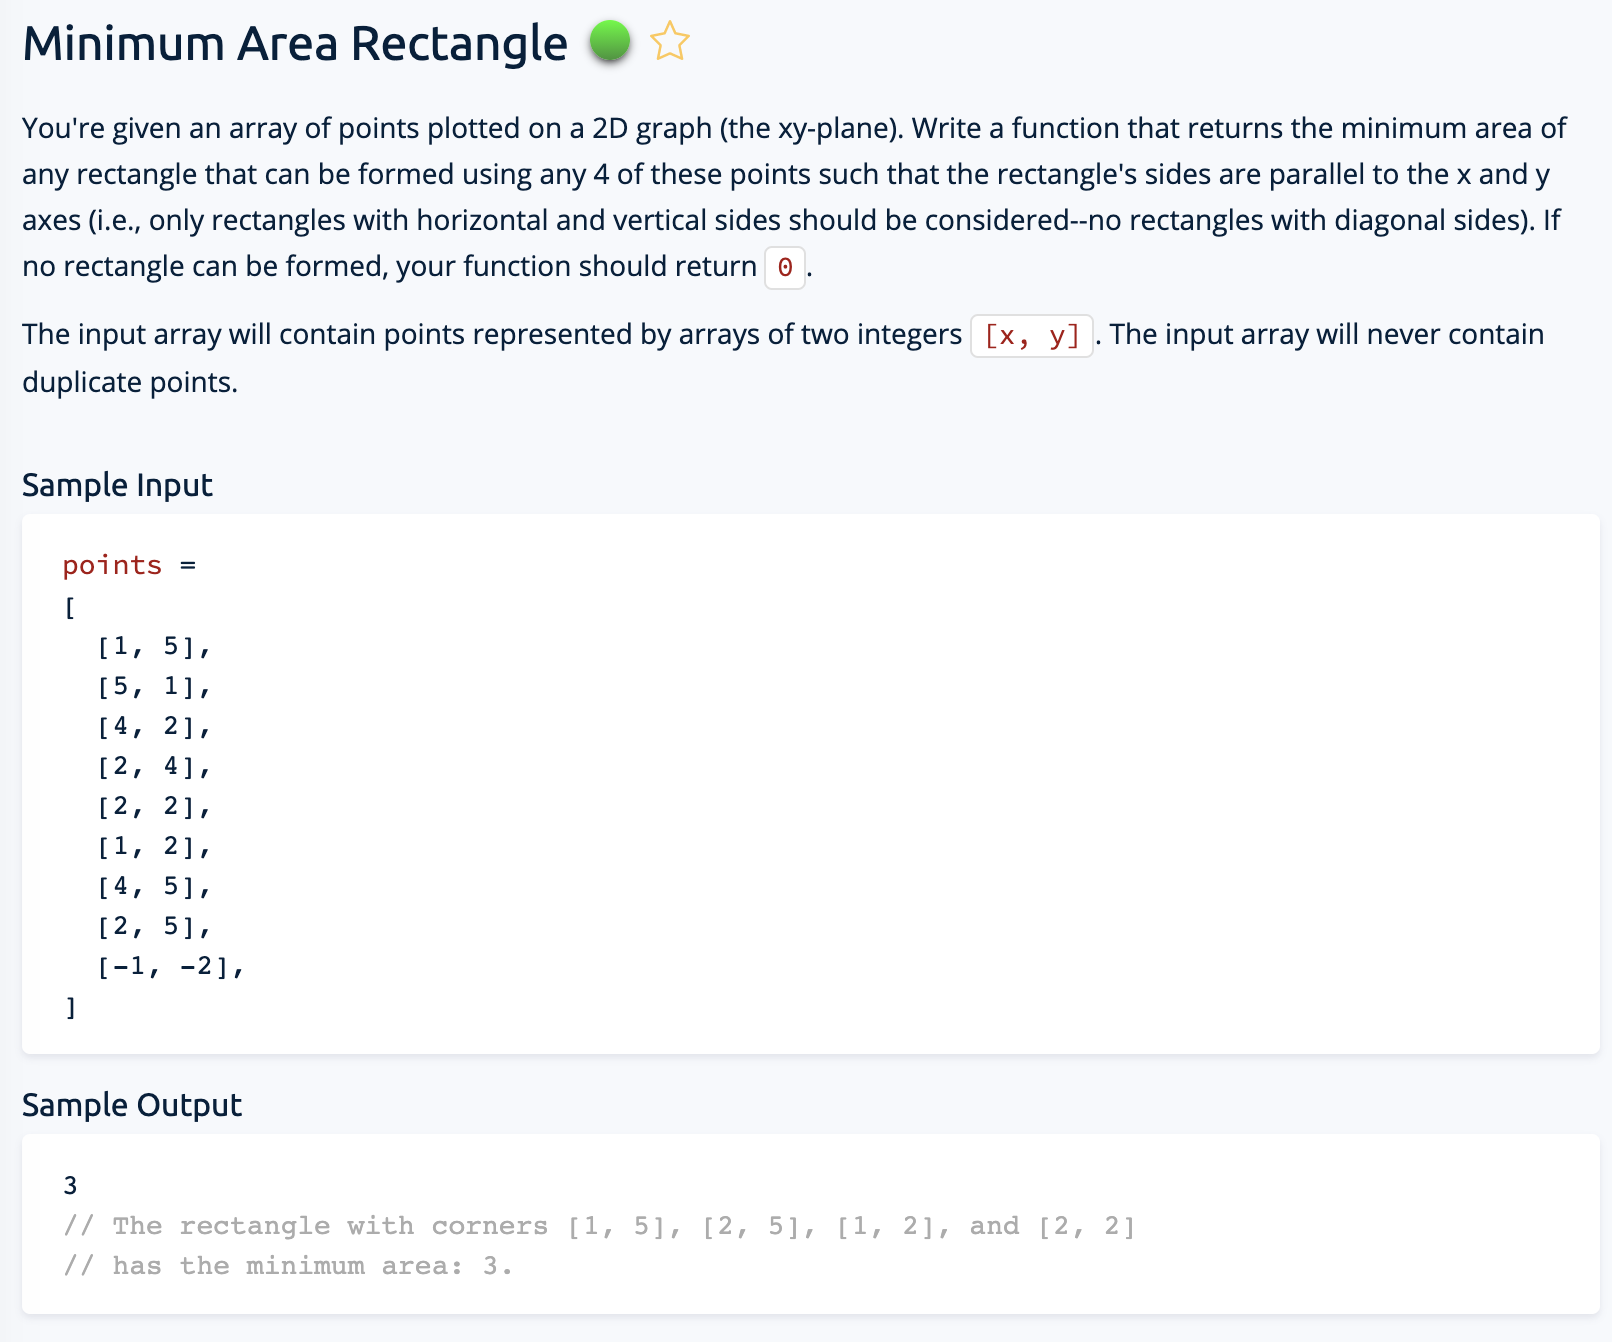 Minimum Area Rectangle
You're given an array of points plotted on a 2D graph (the xy-plane). Write a function that returns the minimum area of
any rectangle that can be formed using any 4 of these points such that the rectangle's sides are parallel to the x and y
axes (i.e., only rectangles with horizontal and vertical sides should be considered--no rectangles with diagonal sides). If
no rectangle can be formed, your function should return 0.
The input array will contain points represented by arrays of two integers [x, y]. The input array will never contain
duplicate points.
Sample Input
points =
[
  [1, 5],
  [5, 1],
  [4, 2],
  [2, 4],
  [2, 2],
  [1, 2],
  [4, 5],
  [2, 5],
  [-1, -2],
]
Sample Output
3
// The rectangle with corners [1, 5], [2, 5], [1, 2], and [2, 2]
// has the minimum area: 3.